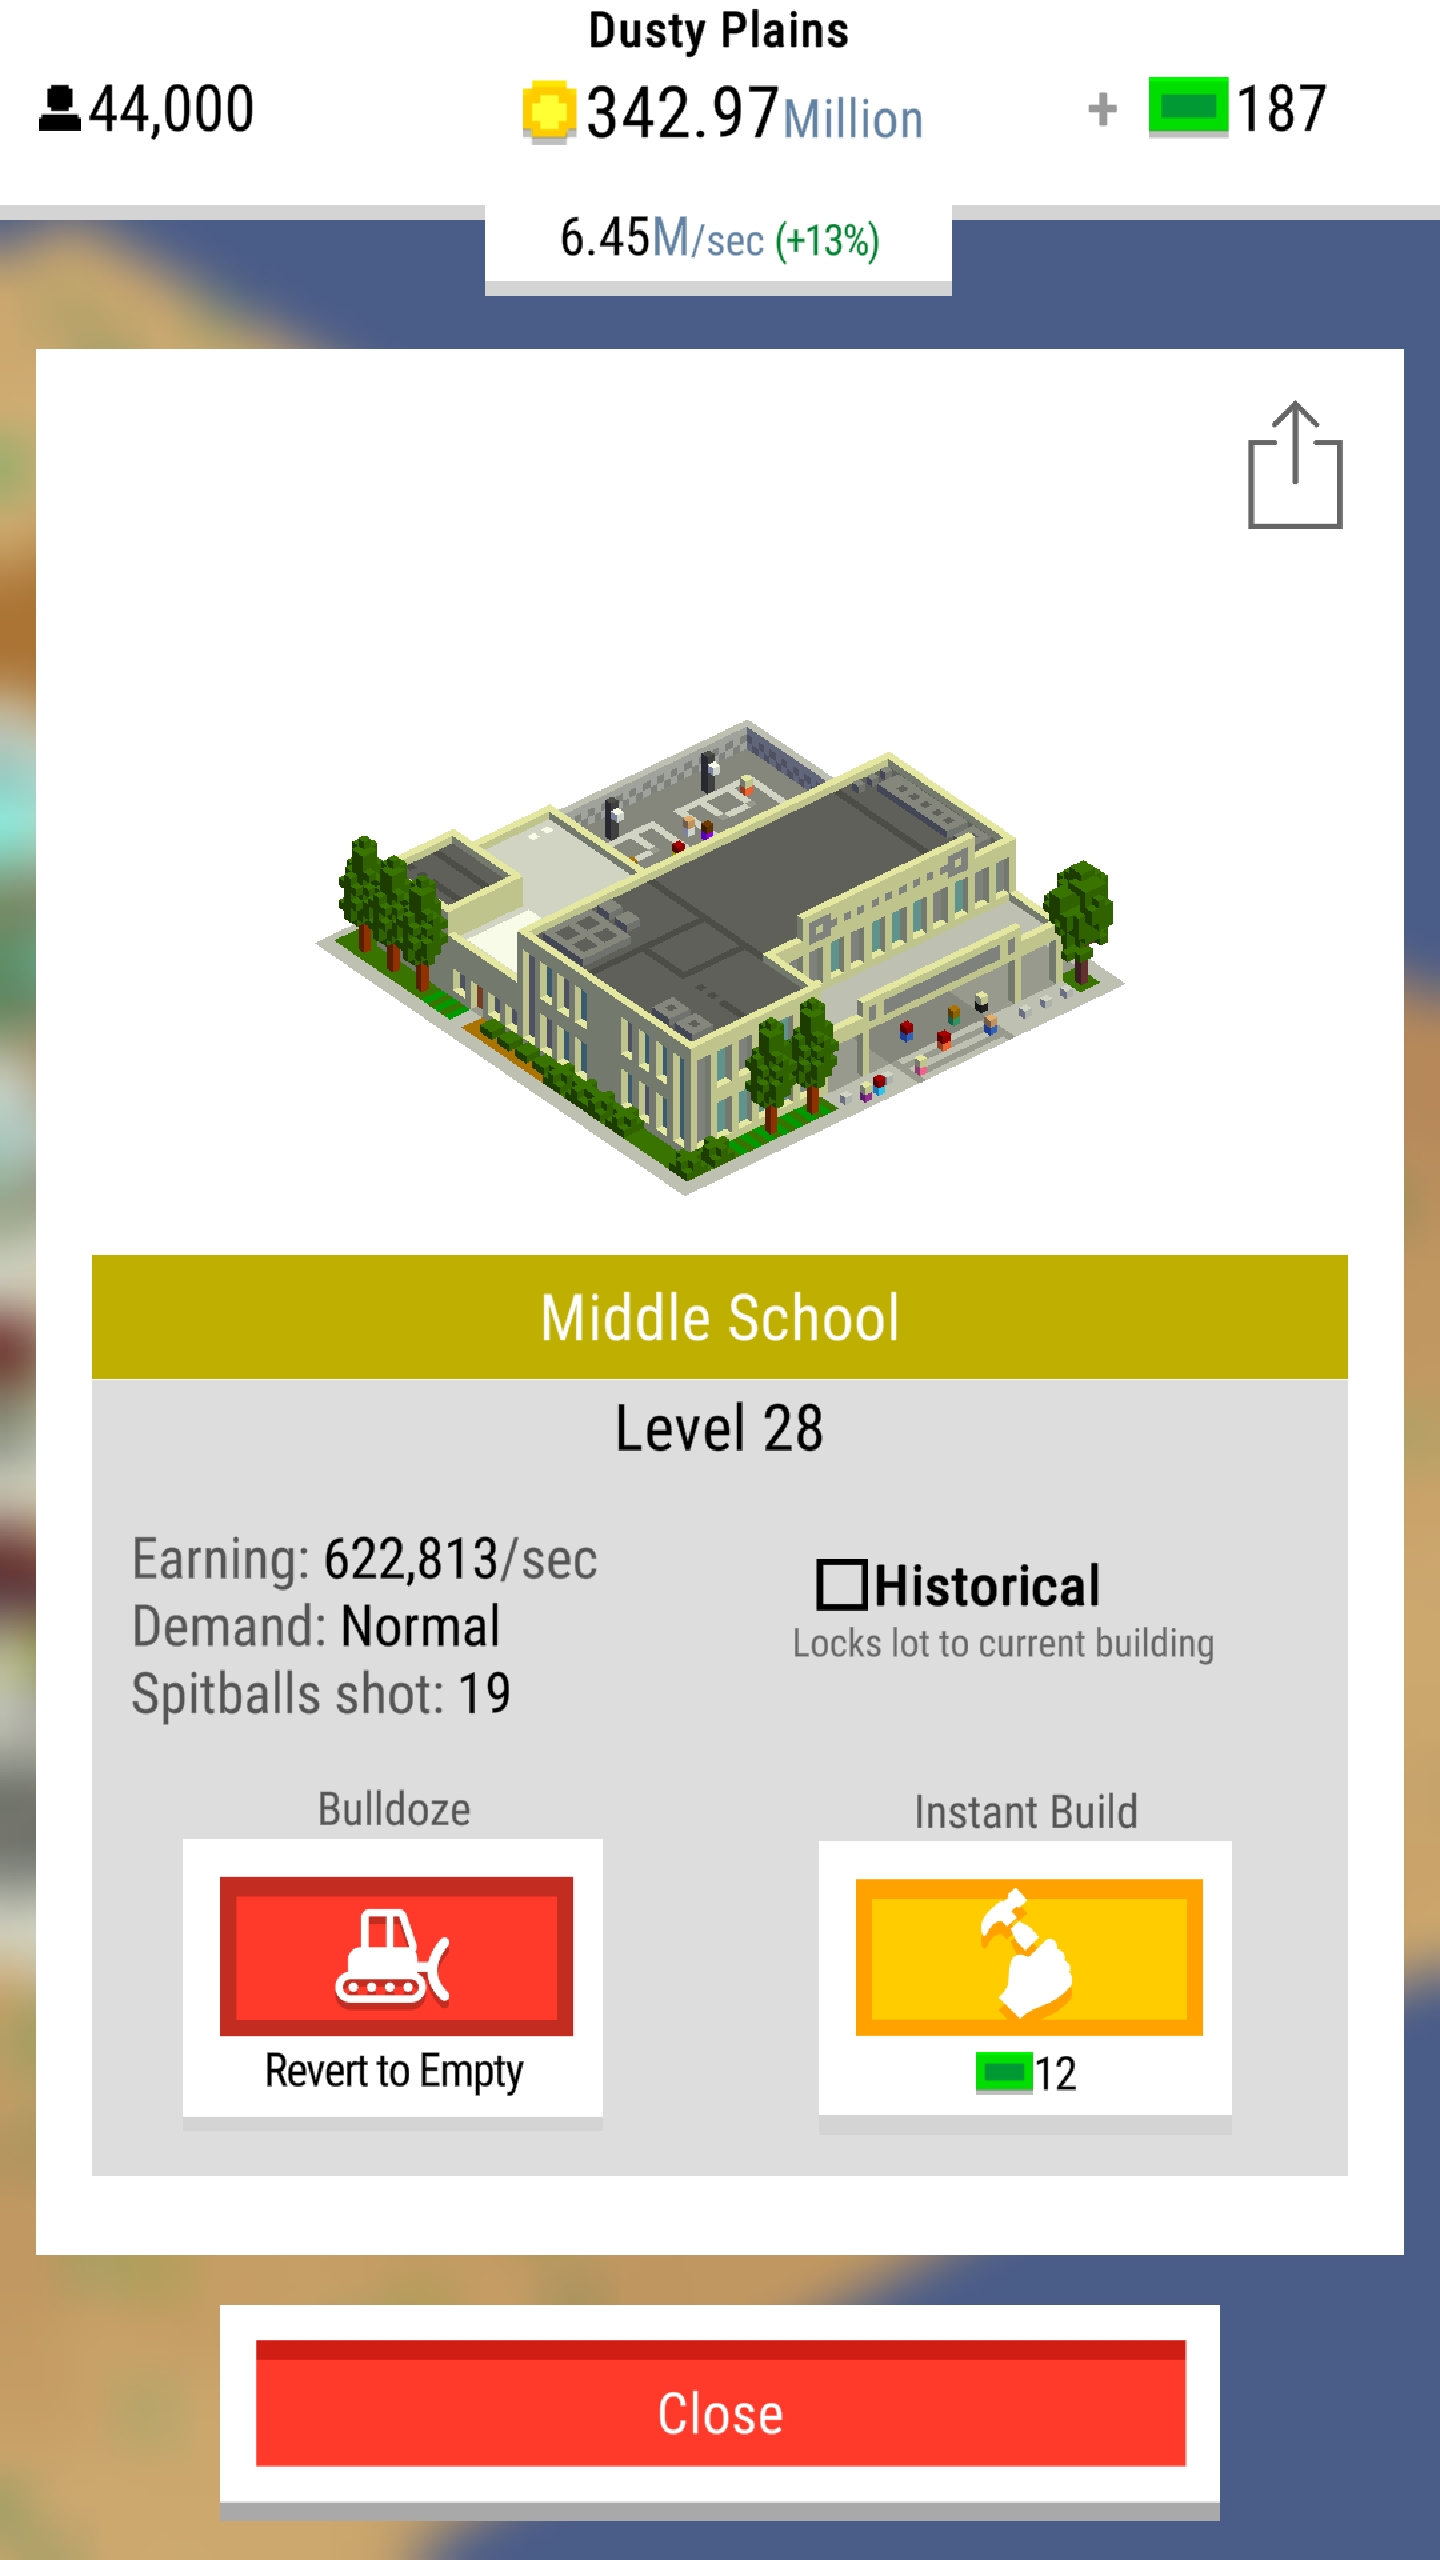 Dusty Plains
44,000
342.97Million
+ 187
6.45M/sec (+13%)
Middle School
Level 28
Earning: 622,813/sec
Demand: Normal
Spitballs shot: 19
Historical
Locks lot to current building
Bulldoze
Revert to Empty
Instant Build
12
Close